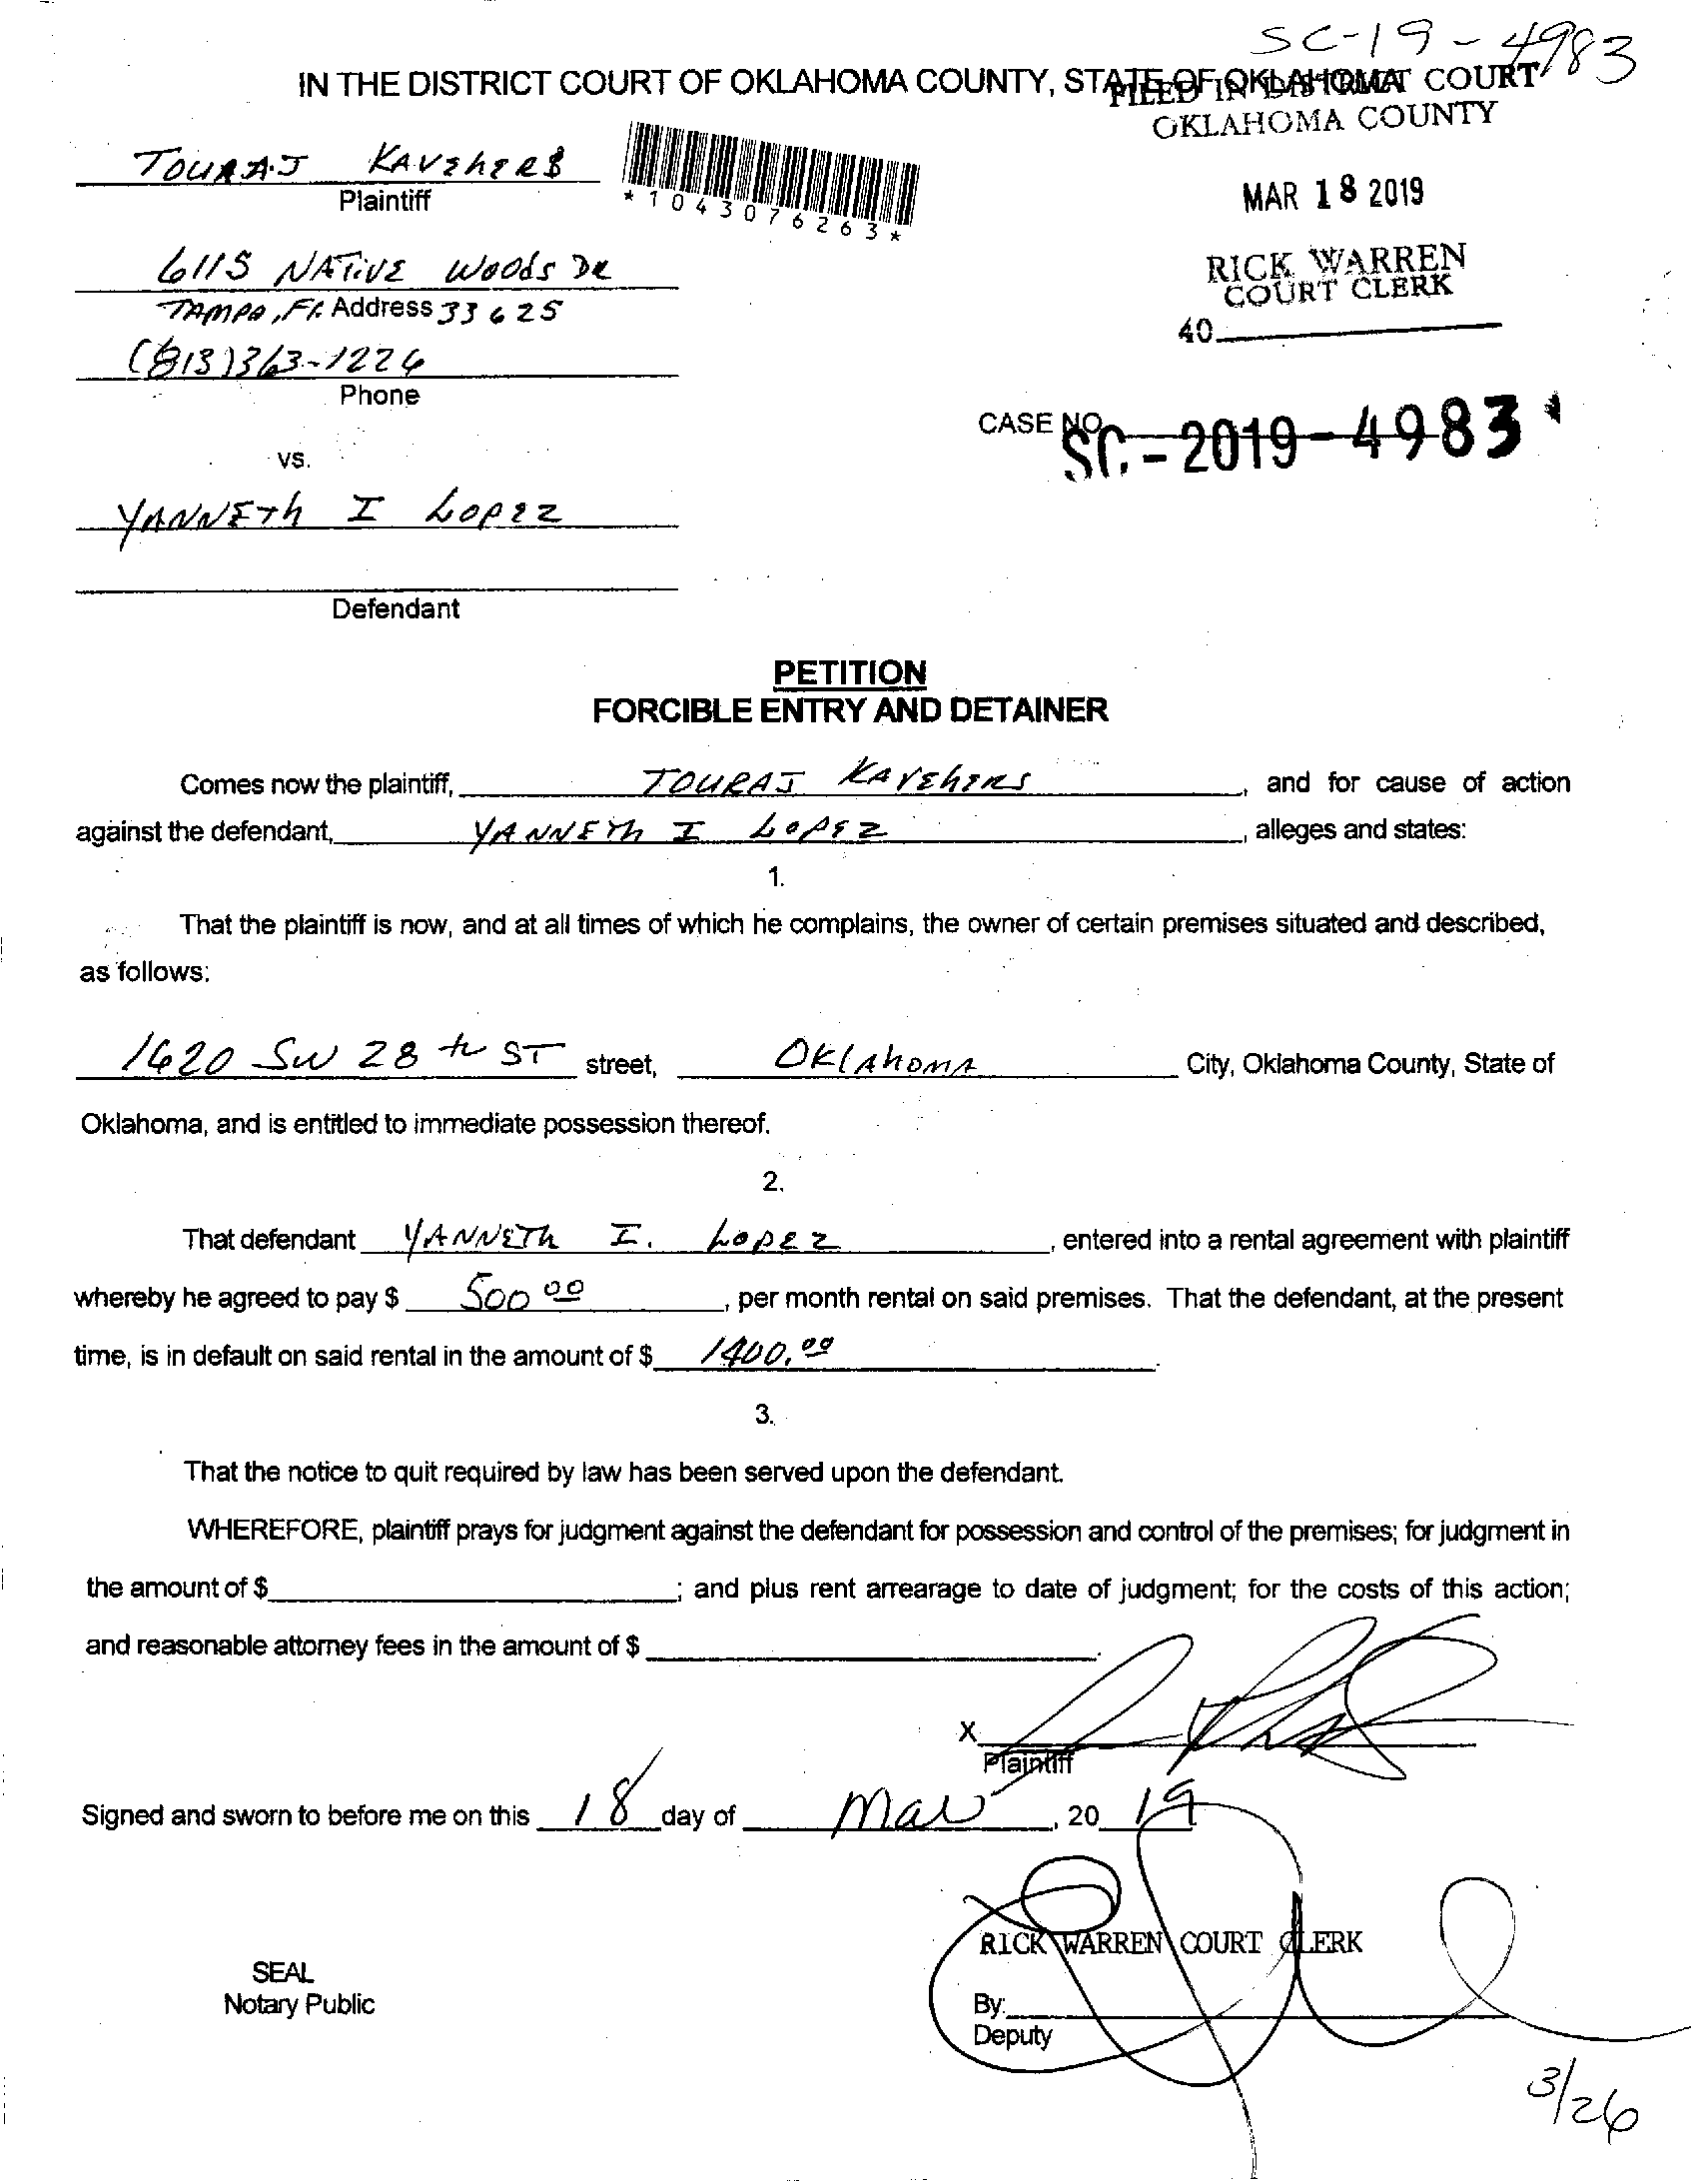 SC-19-4983
IN THE DISTRICT COURT OF OKLAHOMA COUNTY, STATE OF OKLAHOMA
FILED IN DISTRICT COURT
OKLAHOMA COUNTY
TOURAJ KAVEHERS
Plaintiff
*1043076263*
MAR 18 2019
6115 NATIVE WOODS DR
TAMPA, Fl. Address 33625
RICK WARREN
COURT CLERK
40
(813)363-1226
Phone
CASE NO. SC.-2019-4983
vs.
YANNETH I LOPEZ
Defendant
PETITION
FORCIBLE ENTRY AND DETAINER
Comes now the plaintiff, TOURAJ KAVEHERS, and for cause of action
against the defendant, YANNETH I LOPEZ, alleges and states:
1.
That the plaintiff is now, and at all times of which he complains, the owner of certain premises situated and described,
as follows:
1620 SW 28th ST street, OKlAhomA City, Oklahoma County, State of
Oklahoma, and is entitled to immediate possession thereof.
2.
That defendant YANNETH I. LOPEZ, entered into a rental agreement with plaintiff
whereby he agreed to pay $ 500 00, per month rental on said premises. That the defendant, at the present
time, is in default on said rental in the amount of $ 1400.00.
3.
That the notice to quit required by law has been served upon the defendant.
WHEREFORE, plaintiff prays for judgment against the defendant for possession and control of the premises; for judgment in
the amount of $ ; and plus rent arrearage to date of judgment; for the costs of this action;
and reasonable attorney fees in the amount of $ .
X
Plaintiff
Signed and sworn to before me on this 18 day of Mar, 20 19
RICK WARREN COURT CLERK
SEAL
Notary Public
By:
Deputy
3/26